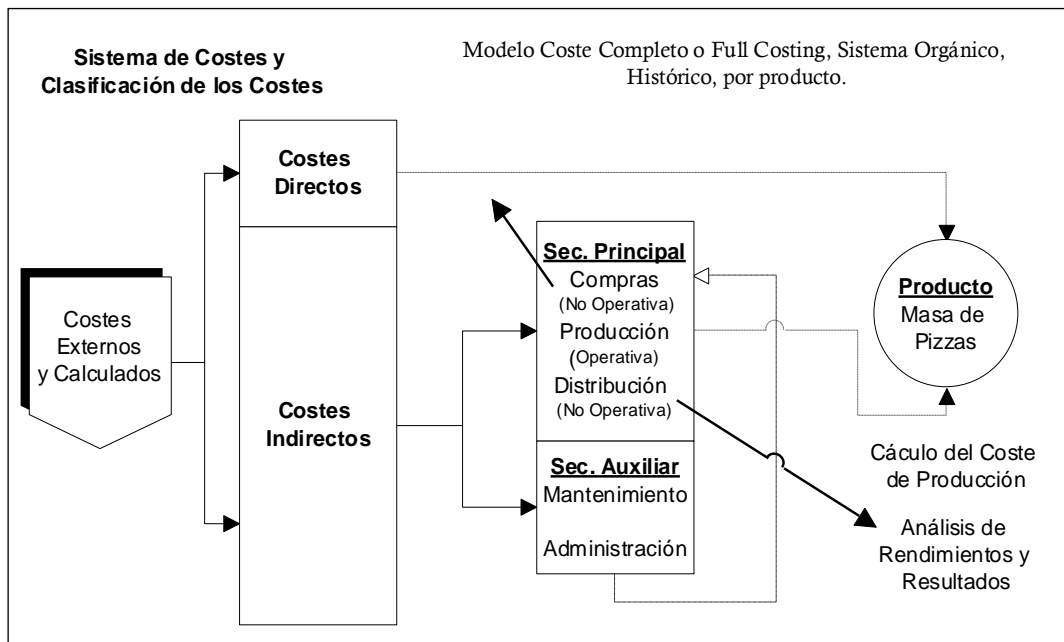 Sistema de Costes y
Clasificación de los Costes
Modelo Coste Completo o Full Costing, Sistema Orgánico,
Histórico, por producto.
Costes
Externos
y Calculados
Costes
Directos
Costes
Indirectos
Sec. Principal
Compras
(No Operativa)
Producción
(Operativa)
Distribución
(No Operativa)
Sec. Auxiliar
Mantenimiento
Administración
Producto
Masa de
Pizzas
Cáculo del Coste
de Producción
Análisis de
Rendimientos y
Resultados